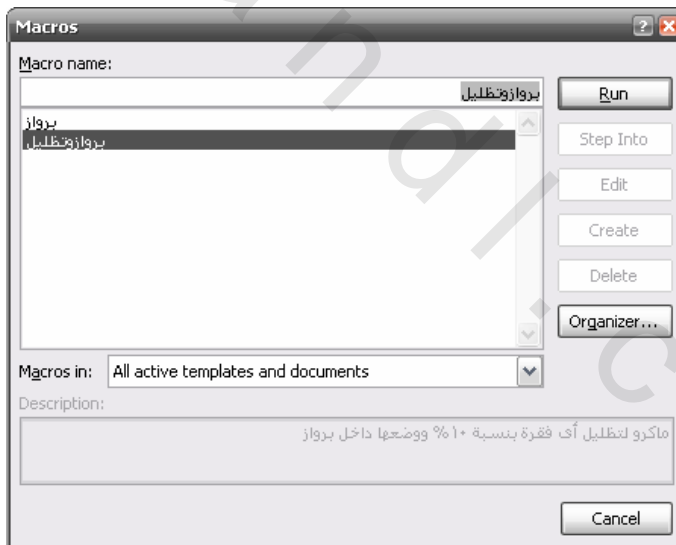 Macros
Macro name:
بروازوتظليل
Run
برواز
بروازوتظليل
Step Into
Edit
Create
Delete
Organizer...
Macros in: All active templates and documents
Description:
ماكرو لتظليل أى فقرة بنسبة ١٠% ووضعها داخل برواز
Cancel